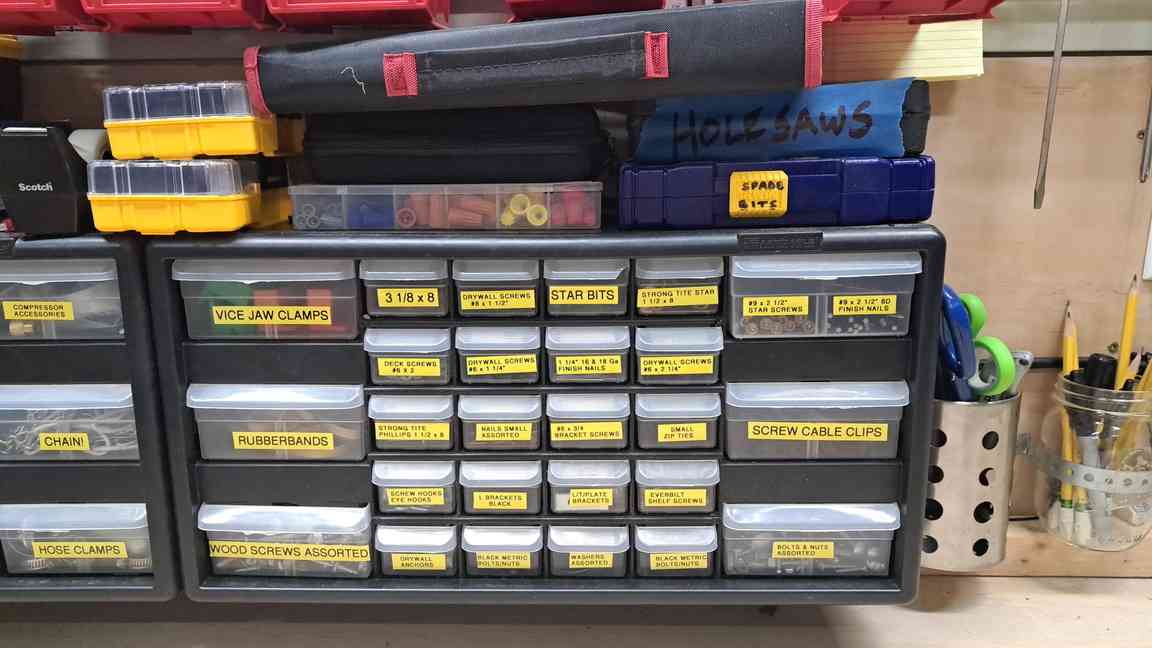 HOLESAWS
Scotch
SPADE
BITS
COMPRESSOR
ACCESSORIES
VICE JAW CLAMPS
3 1/8 x 8
DRYWALL SCREWS
#8 x 1 1/2"
STAR BITS
STRONG TITE STAR
1 1/2 x 8
#9 x 2 1/2"
STAR SCREWS
#9 x 2 1/2" 60
FINISH NAILS
DECK SCREWS
#6 X 2
DRYWALL SCREWS
#6 x 1 1/4"
1 1/4" 16 & 18 Ga
FINISH NAILS
DRYWALL SCREWS
#6 x 2 1/4"
CHAIN!
RUBBERBANDS
STRONG TITE
PHILLIPS 1 1/2 x 8
NAILS SMALL
ASSORTED
#8 x 3/4
BRACKET SCREWS
SMALL
ZIP TIES
SCREW CABLE CLIPS
SCREW HOOKS
EYE HOOKS
L BRACKETS
BLACK
L/T/PLATE
BRACKETS
EVERBILT
SHELF SCREWS
HOSE CLAMPS
WOOD SCREWS ASSORTED
DRYWALL
ANCHORS
BLACK METRIC
BOLTS/NUTS
WASHERS
ASSORTED
BLACK METRIC
BOLTS/NUTS
BOLTS & NUTS
ASSORTED